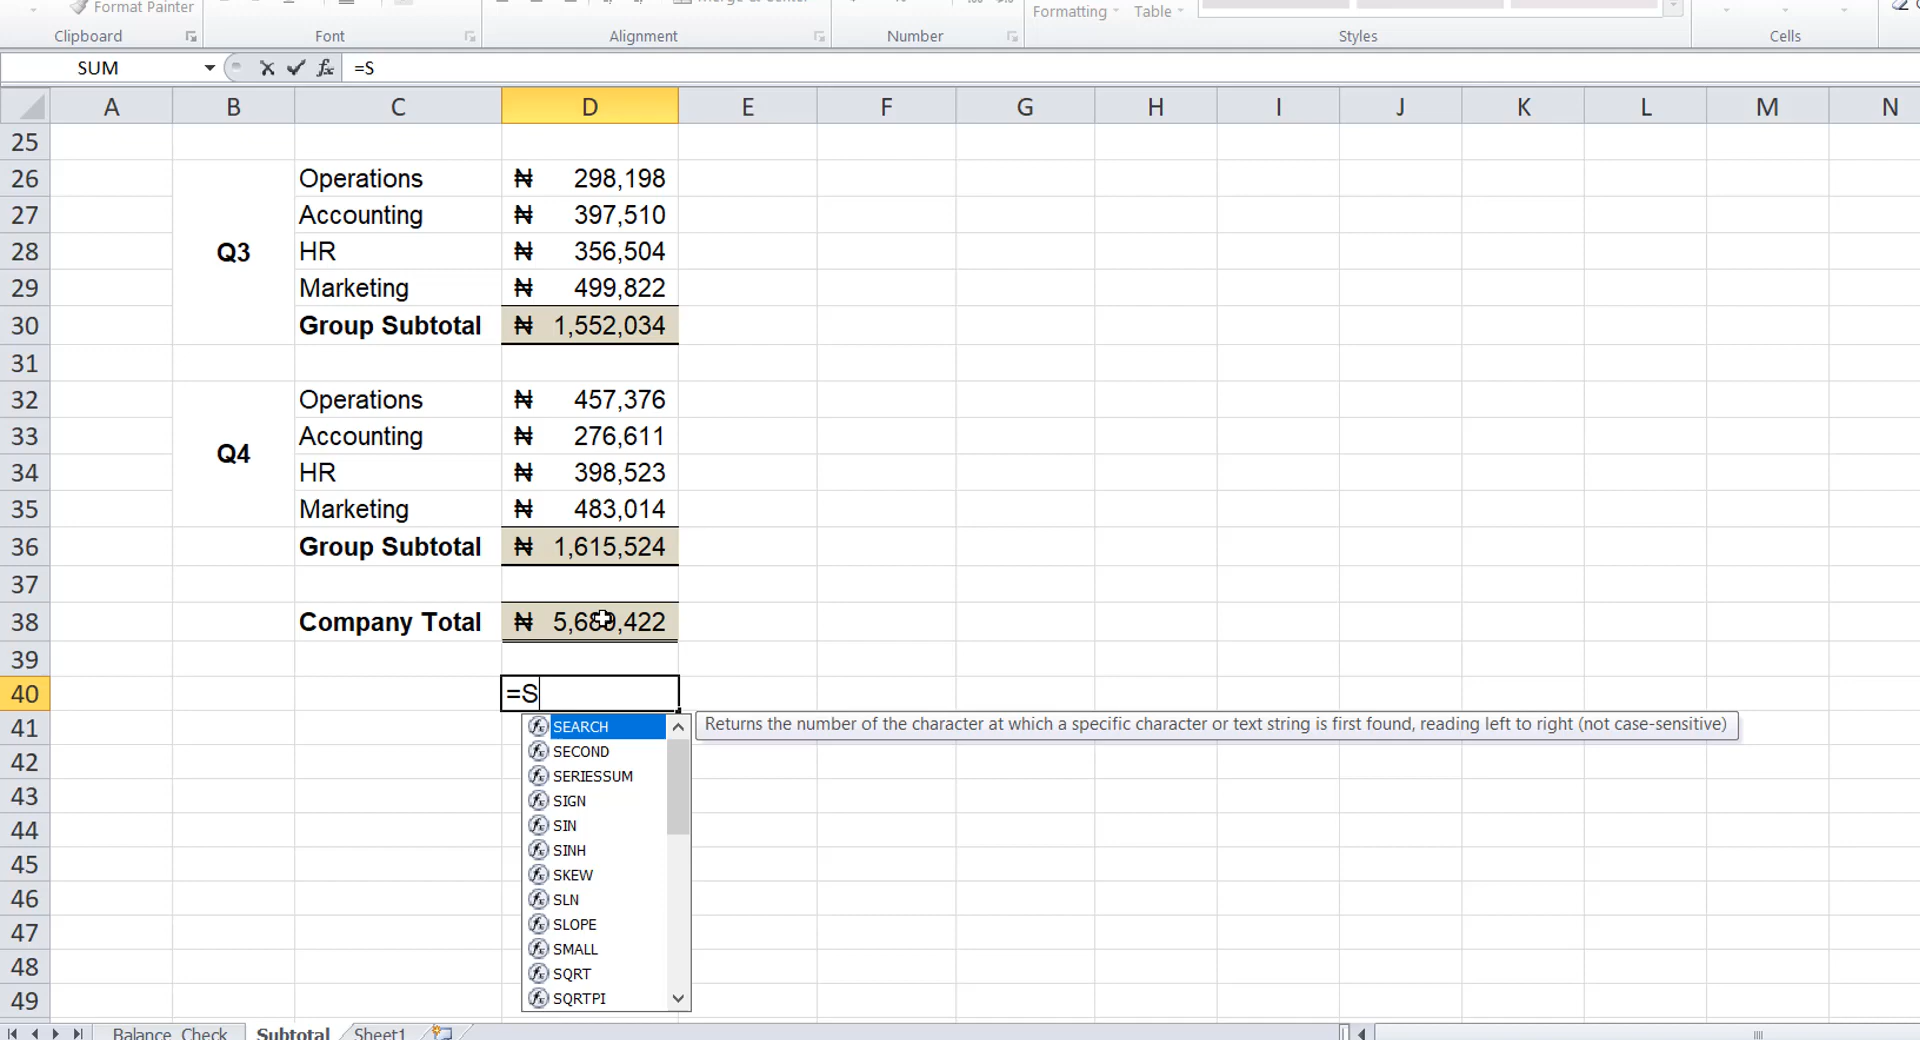 Format Painter
Formatting Table
Clipboard Font Alignment Number Styles Cells
SUM fx =S
A B C D E F G H I J K L M N
25
26 Operations ₦ 298,198
27 Accounting ₦ 397,510
28 Q3 HR ₦ 356,504
29 Marketing ₦ 499,822
30 Group Subtotal ₦ 1,552,034
31
32 Operations ₦ 457,376
33 Accounting ₦ 276,611
Q4
34 HR ₦ 398,523
35 Marketing ₦ 483,014
36 Group Subtotal ₦ 1,615,524
37
38 Company Total ₦
39
40 =S
41 SEARCH Returns the number of the character at which a specific character or text string is first found, reading left to right (not case-sensitive)
42 SECOND
SERIESSUM
43 SIGN
44 SIN
SINH
45 SKEW
46 SLN
47 SLOPE
48 SMALL
SQRT
49 SQRTPI
Balance_Check Subtotal Sheet1